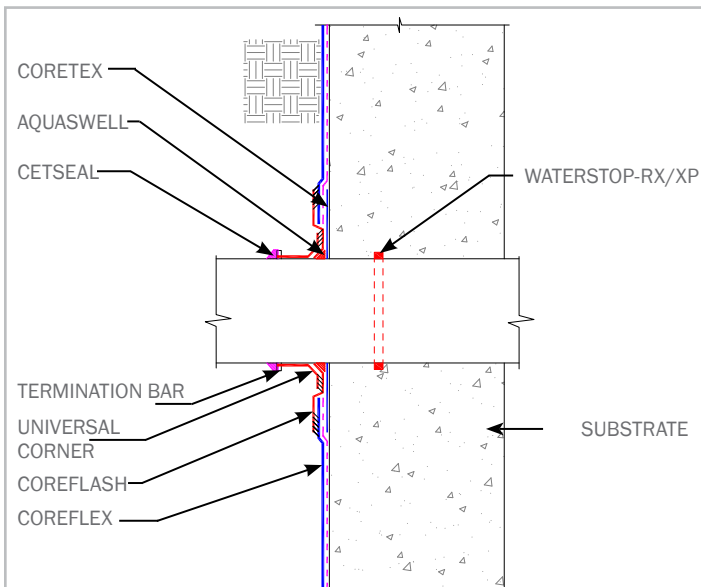 CORETEX
AQUASWELL
CETSEAL
WATERSTOP-RX/XP
TERMINATION BAR
UNIVERSAL
CORNER
SUBSTRATE
COREFLASH
COREFLEX